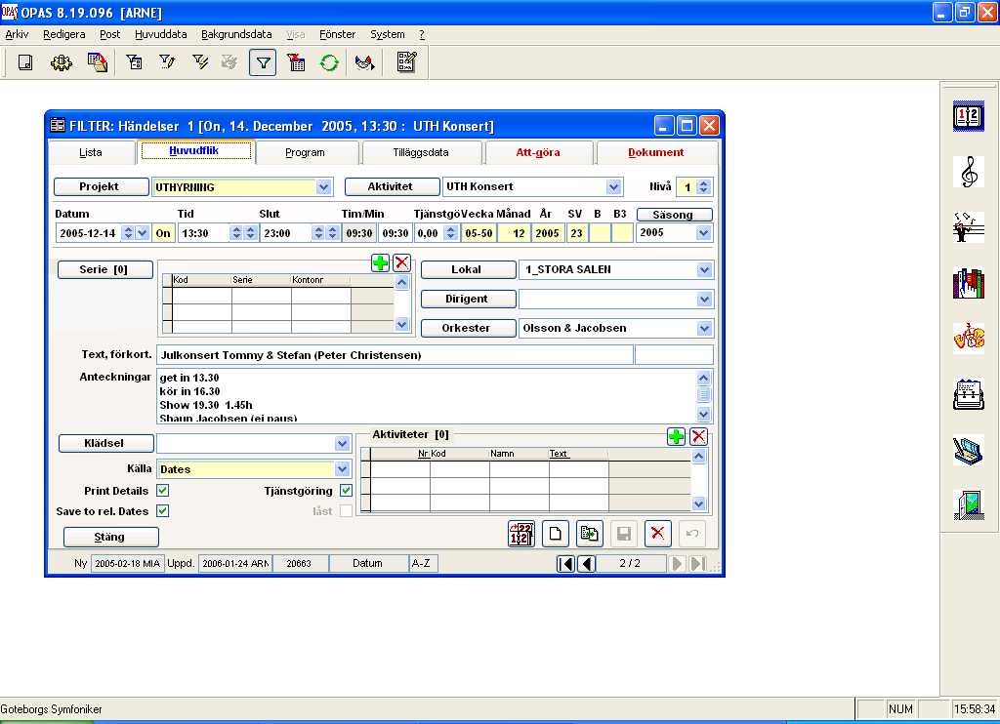 OPAS 8.19.096 [ARNE]
Arkiv Redigera Post Huvuddata Bakgrundsdata Visa Fönster System ?
FILTER: Händelser 1 [On, 14. December 2005, 13:30 : UTH Konsert]
Lista Huvudflik Program Tilläggsdata Att-göra Dokument
Projekt UTHYRNING Aktivitet UTH Konsert Nivå 1
Datum Tid Slut Tim/Min Tjänstgö Vecka Månad År SV B B3 Säsong
2005-12-14 On 13:30 23:00 09:30 09:30 0,00 05-50 12 2005 23 2005
Serie [0]
Kod Serie Kontonr
Lokal 1_STORA SALEN
Dirigent
Orkester Olsson & Jacobsen
Text, förkort. Julkonsert Tommy & Stefan (Peter Christensen)
Anteckningar get in 13.30
kör in 16.30
Show 19.30 1.45h
Shaun Jacobsen (ej paus)
Klädsel
Källa Dates
Print Details Tjänstgöring
Save to rel. Dates låst
Aktiviteter [0]
Nr Kod Namn Text
Stäng
Ny 2005-02-18 MIA Uppd. 2006-01-24 ARN 20663 Datum A-Z 2 / 2
Goteborgs Symfoniker NUM 15:58:34